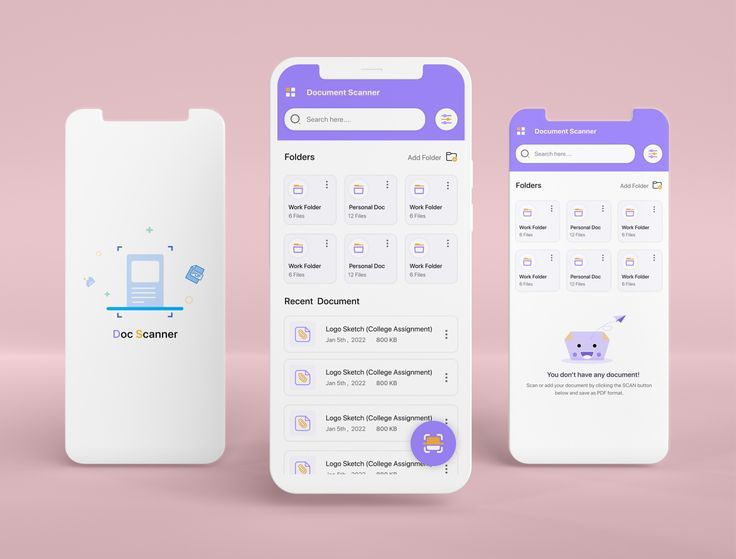 Doc Scanner
Document Scanner
Search here....
Folders
Add Folder
Work Folder
6 Files
Personal Doc
12 Files
Work Folder
6 Files
Work Folder
6 Files
Personal Doc
12 Files
Work Folder
6 Files
Recent Document
Logo Sketch (College Assignment)
Jan 5th, 2022 800 KB
Logo Sketch (College Assignment)
Jan 5th, 2022 800 KB
Logo Sketch (College Assignment)
Jan 5th, 2022 800 KB
Logo Sketch (College Assignment)
Jan 5th, 2022 800 KB
Document Scanner
Search here....
Folders
Add Folder
Work Folder
6 Files
Personal Doc
12 Files
Work Folder
6 Files
Work Folder
6 Files
Personal Doc
12 Files
Work Folder
6 Files
You don't have any document!
Scan or add your document by clicking the SCAN button
below and save as PDF format.